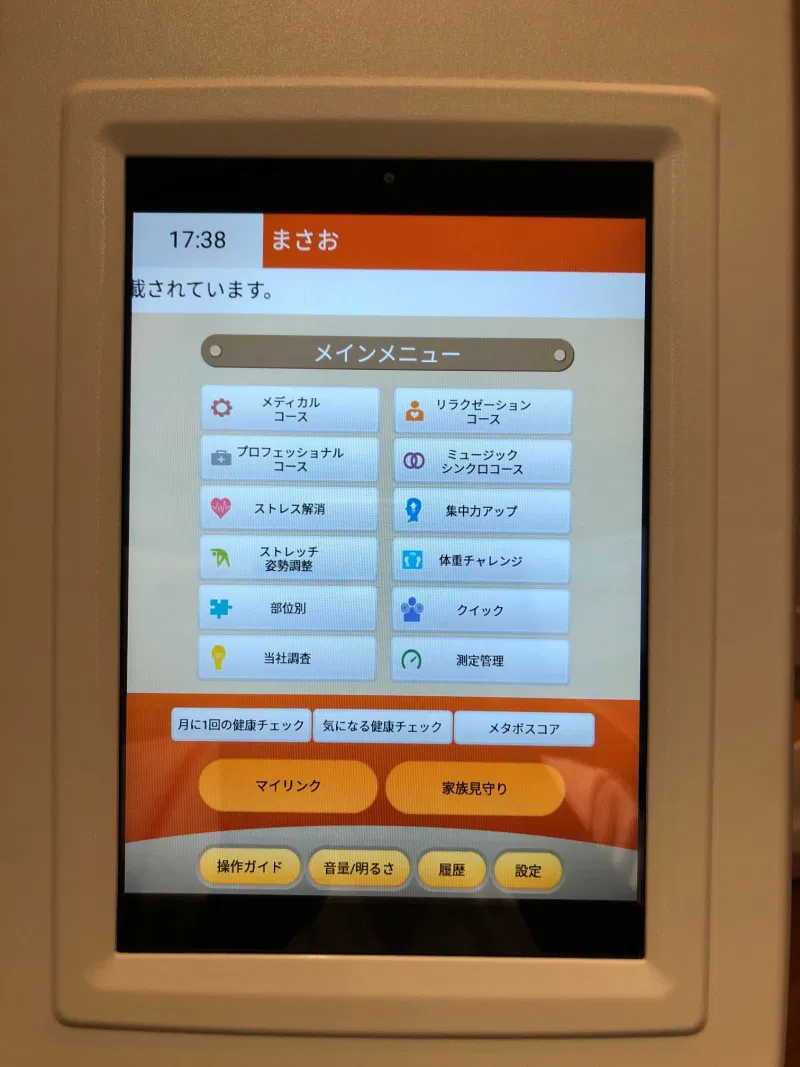 17:38
まさお
載されています。
メインメニュー
メディカル
コース
リラクゼーション
コース
プロフェッショナル
コース
ミュージック
シンクロコース
ストレス解消
集中力アップ
ストレッチ
姿勢調整
体重チャレンジ
部位別
クイック
当社調査
測定管理
月に1回の健康チェック
気になる健康チェック
メタボスコア
マイリンク
家族見守り
操作ガイド
音量/明るさ
履歴
設定